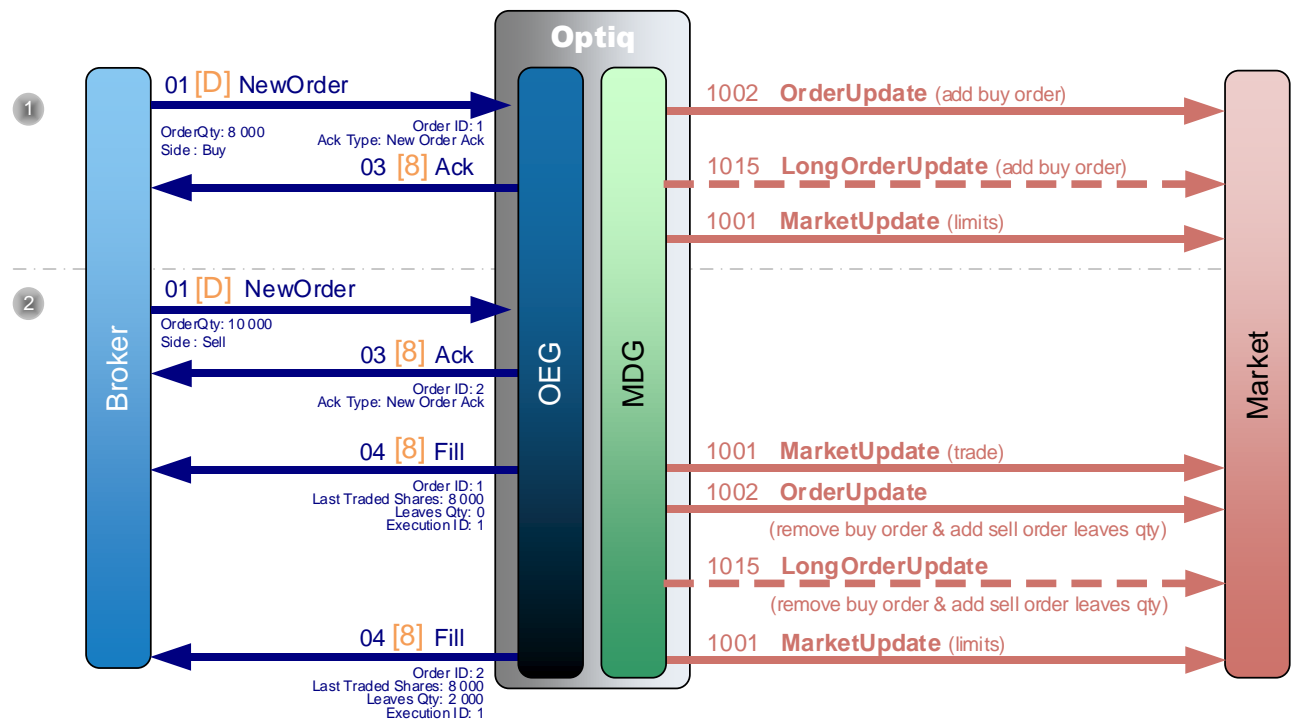 Optiq
1
01 [D] NewOrder
OrderQty: 8 000
Side : Buy
Order ID: 1
Ack Type: New Order Ack
03 [8] Ack
1002 OrderUpdate (add buy order)
1015 LongOrderUpdate (add buy order)
1001 MarketUpdate (limits)
2
01 [D] NewOrder
OrderQty: 10 000
Side : Sell
03 [8] Ack
Order ID: 2
Ack Type: New Order Ack
04 [8] Fill
Order ID: 1
Last Traded Shares: 8 000
Leaves Qty: 0
Execution ID: 1
04 [8] Fill
Order ID: 2
Last Traded Shares: 8 000
Leaves Qty: 2 000
Execution ID: 1
Broker
OEG
MDG
1001 MarketUpdate (trade)
1002 OrderUpdate
(remove buy order & add sell order leaves qty)
1015 LongOrderUpdate
(remove buy order & add sell order leaves qty)
1001 MarketUpdate (limits)
Market